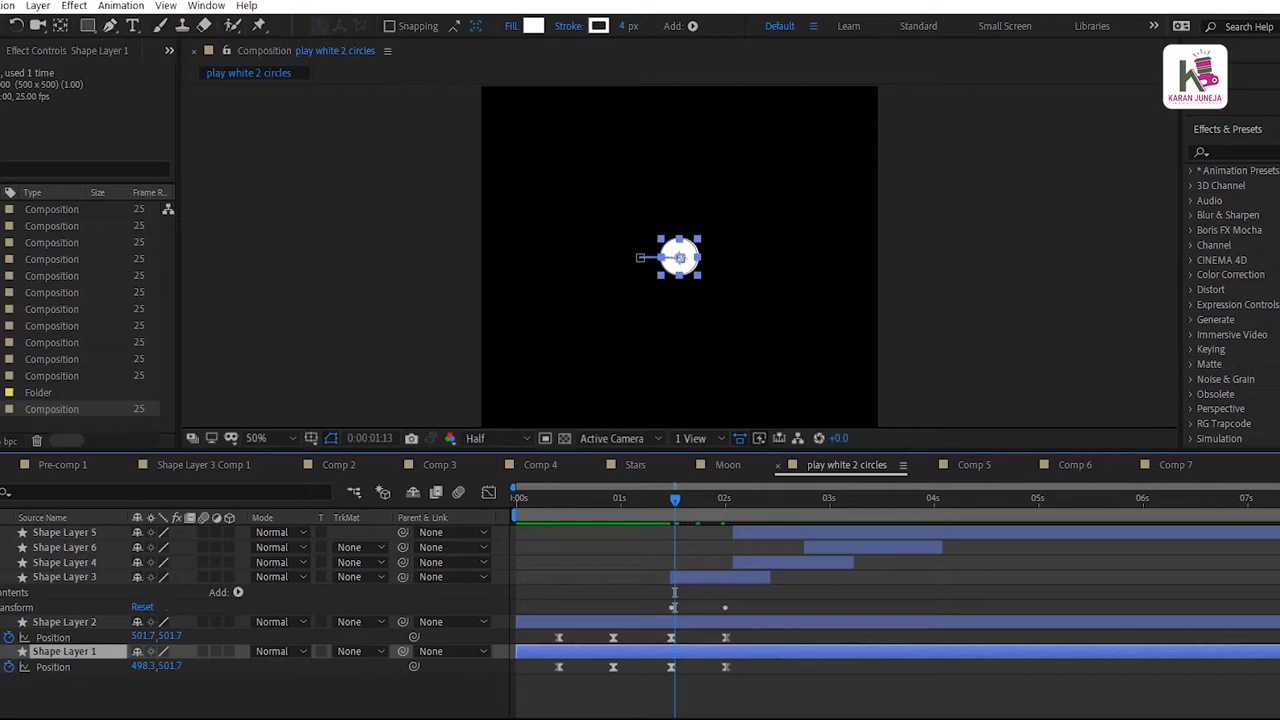 ion Layer Effect Animation View Window Help
Snapping Fill: Stroke: 4 px Add: Default Learn Standard Small Screen Libraries Search Help
Effect Controls Shape Layer 1 Composition play white 2 circles
play white 2 circles
, used 1 time
00 (500 x 500) (1.00)
:00, 25.00 fps
K
KARAN JUNEJA
Effects & Presets
* Animation Presets
3D Channel
Audio
Blur & Sharpen
Boris FX Mocha
Channel
CINEMA 4D
Color Correction
Distort
Expression Controls
Generate
Immersive Video
Keying
Matte
Noise & Grain
Obsolete
Perspective
RG Trapcode
Simulation
Type Size Frame R...
Composition 25
Composition 25
Composition 25
Composition 25
Composition 25
Composition 25
Composition 25
Composition 25
Composition 25
Composition 25
Composition 25
Folder
Composition 25
bpc 50% 0:00:01:13 Half Active Camera 1 View +0.0
Pre-comp 1 Shape Layer 3 Comp 1 Comp 2 Comp 3 Comp 4 Stars Moon play white 2 circles Comp 5 Comp 6 Comp 7
:00s 01s 02s 03s 04s 05s 06s 07s
Source Name Mode T TrkMat Parent & Link
Shape Layer 5 Normal None
Shape Layer 6 Normal None None
Shape Layer 4 Normal None None
Shape Layer 3 Normal None None
ontents Add:
ransform Reset
Shape Layer 2 Normal None None
Position 501.7,501.7
Shape Layer 1 Normal None None
Position 498.3,501.7